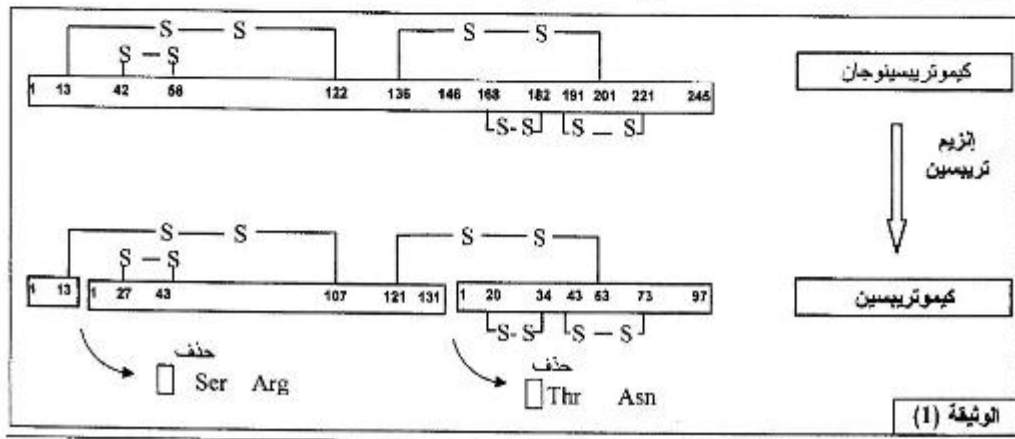 S — S S — S
S — S
1 13 42 58 122 136 146 168 182 191 201 221 245
S- S S — S
كيموتريبسينوجان
إنزيم
تريبسين
S — S S — S
S — S
1 13 1 27 43 107 121 131 1 20 34 43 63 73 97
S- S S — S
كيموتريبسين
حذف
Ser Arg
حذف
Thr Asn
الوثيقة (1)